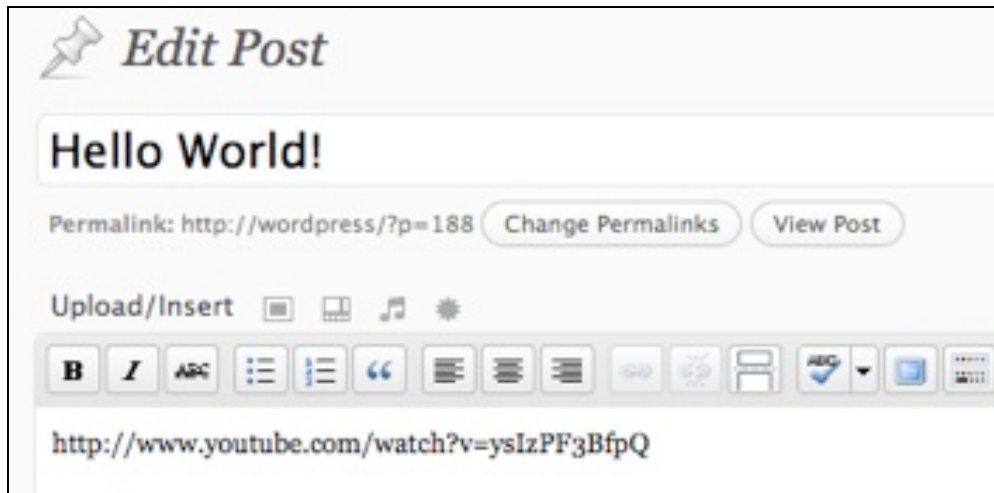 Edit Post
Hello World!
Permalink: http://wordpress/?p=188 Change Permalinks View Post
Upload/Insert
B I ABC ABC
http://www.youtube.com/watch?v=ysIzPF3BfpQ